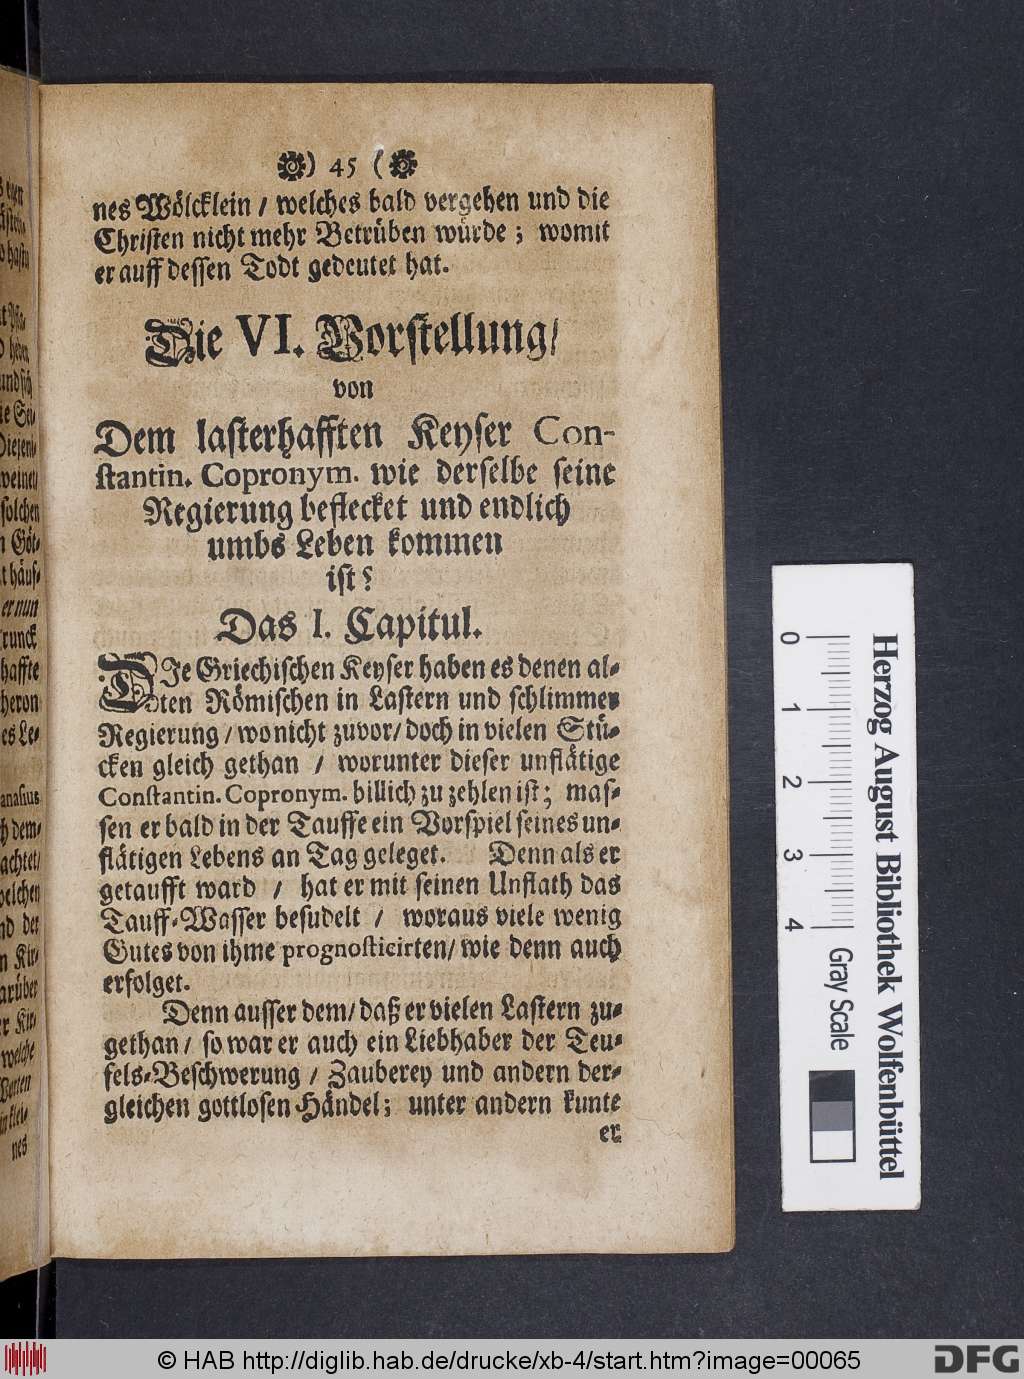 ) 45 (
nes Wölcklein / welches bald vergehen und die
Christen nicht mehr Betrüben würde ; womit
er auff dessen Todt gedeutet hat.
Die VI. Vorstellung/
von
Dem lasterhafften Keyser Con-
stantin. Copronym. wie derselbe seine
Regierung beflecket und endlich
umbs Leben kommen
ist?
Das I. Capitul.
DIe Griechischen Keyser haben es denen al-
ten Römischen in Lastern und schlimmer
Regierung / wo nicht zuvor/ doch in vielen Stü-
cken gleich gethan / worunter dieser unflätige
Constantin. Copronym. billich zu zehlen ist; mas-
sen er bald in der Tauffe ein Vorspiel seines un-
flätigen Lebens an Tag geleget. Denn als er
getaufft ward / hat er mit seinen Unflath das
Tauff-Wasser besudelt / woraus viele wenig
Gutes von ihme prognosticirten/ wie denn auch
erfolget.
Denn ausser dem/ daß er vielen Lastern zu-
gethan / so war er auch ein Liebhaber der Teu-
fels-Beschwerung / Zauberey und andern der-
gleichen gottlosen Händel; unter andern kunte
er
0 1 2 3 4
Gray Scale
Herzog August Bibliothek Wolfenbüttel
© HAB http://diglib.hab.de/drucke/xb-4/start.htm?image=00065
DFG